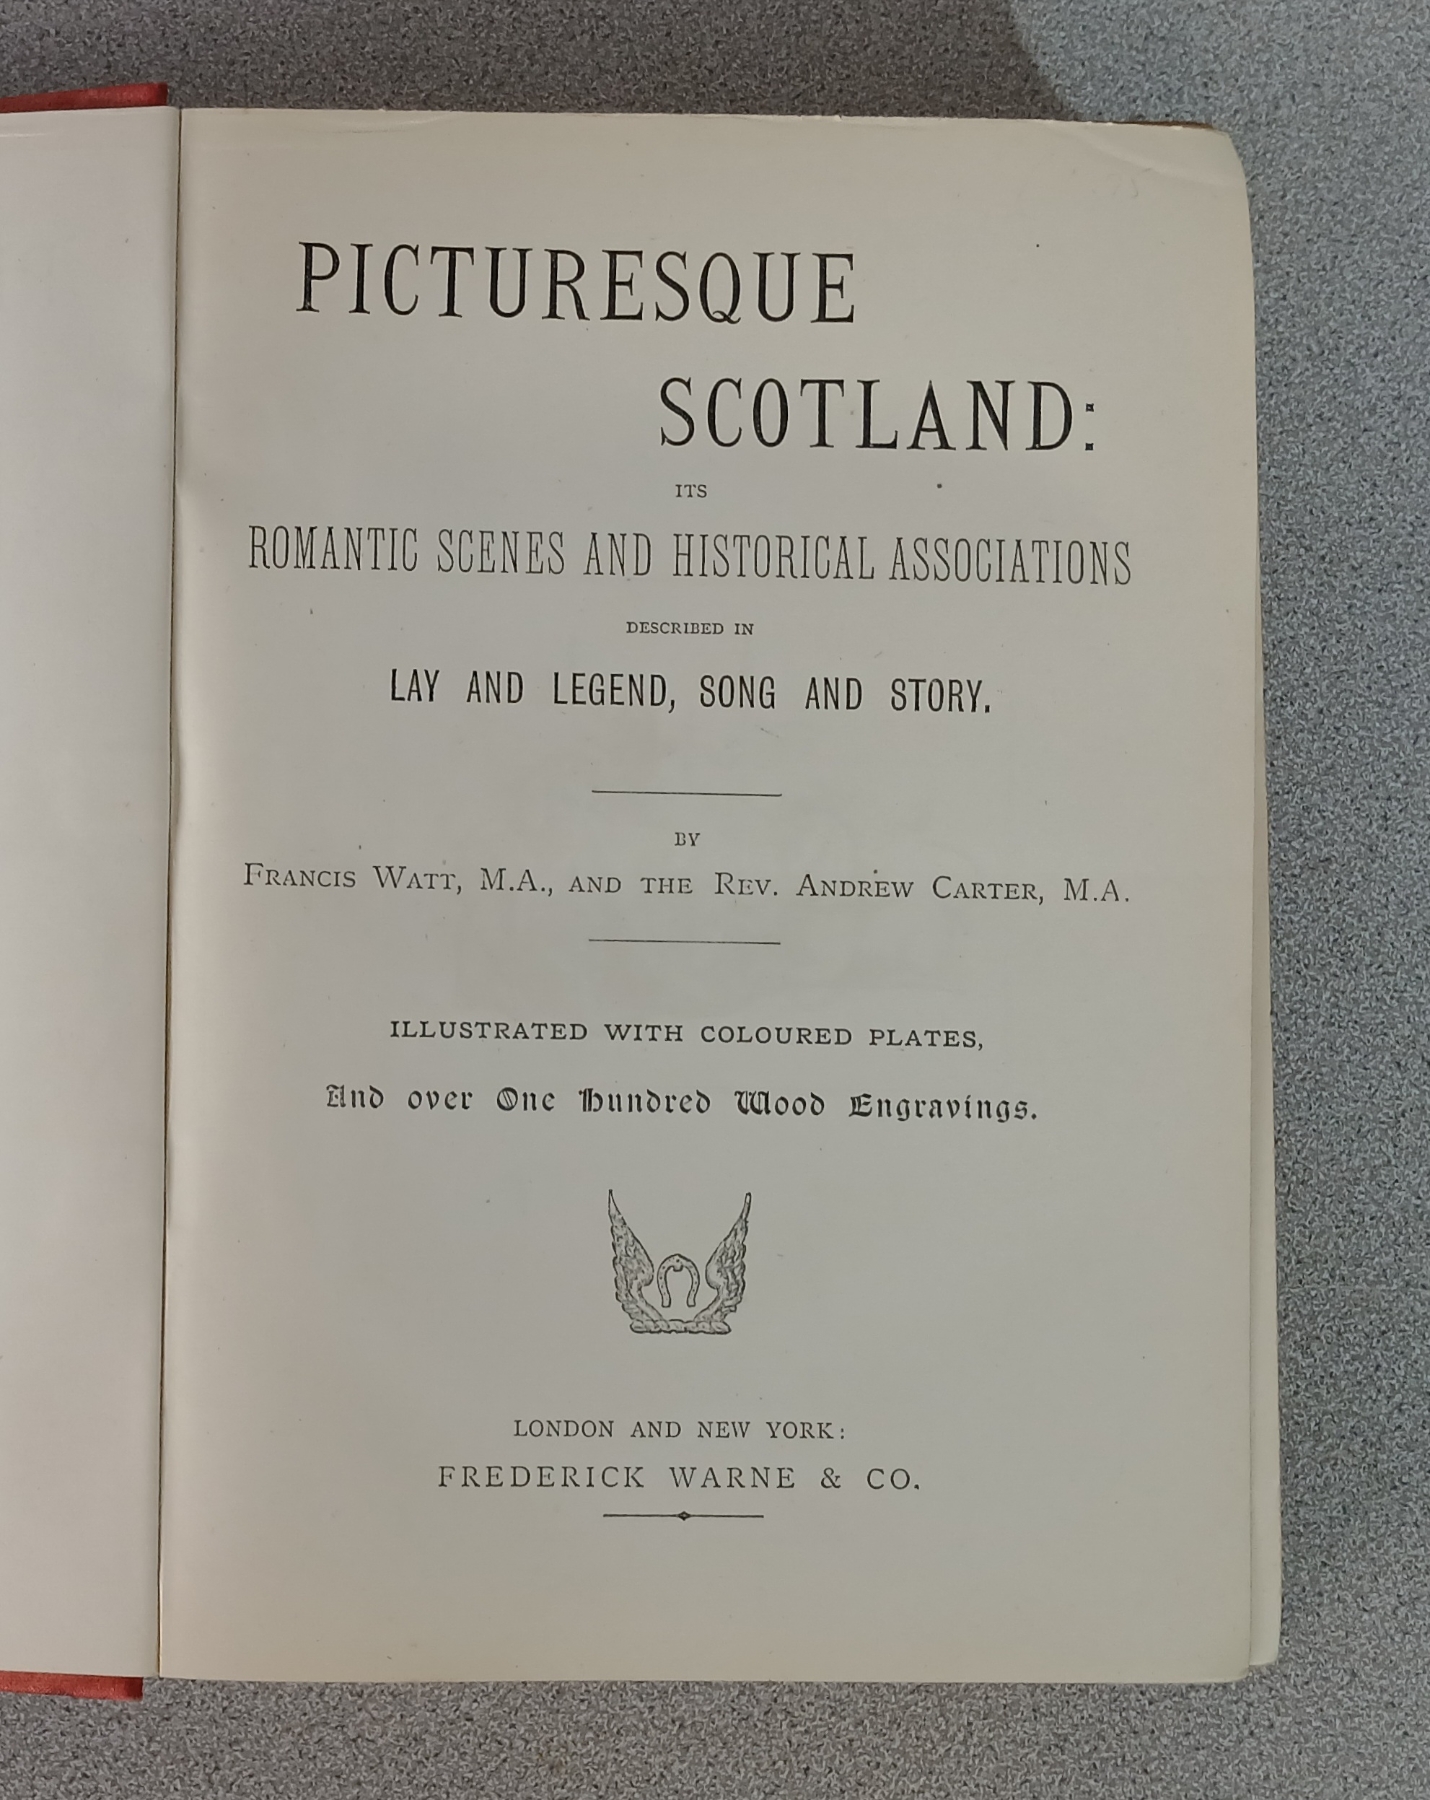 PICTURESQUE
SCOTLAND:
ITS
ROMANTIC SCENES AND HISTORICAL ASSOCIATIONS
DESCRIBED IN
LAY AND LEGEND, SONG AND STORY.
BY
FRANCIS WATT, M.A., AND THE REV. ANDREW CARTER, M.A.
ILLUSTRATED WITH COLOURED PLATES,
And over One Hundred Wood Engravings.
LONDON AND NEW YORK:
FREDERICK WARNE & CO.